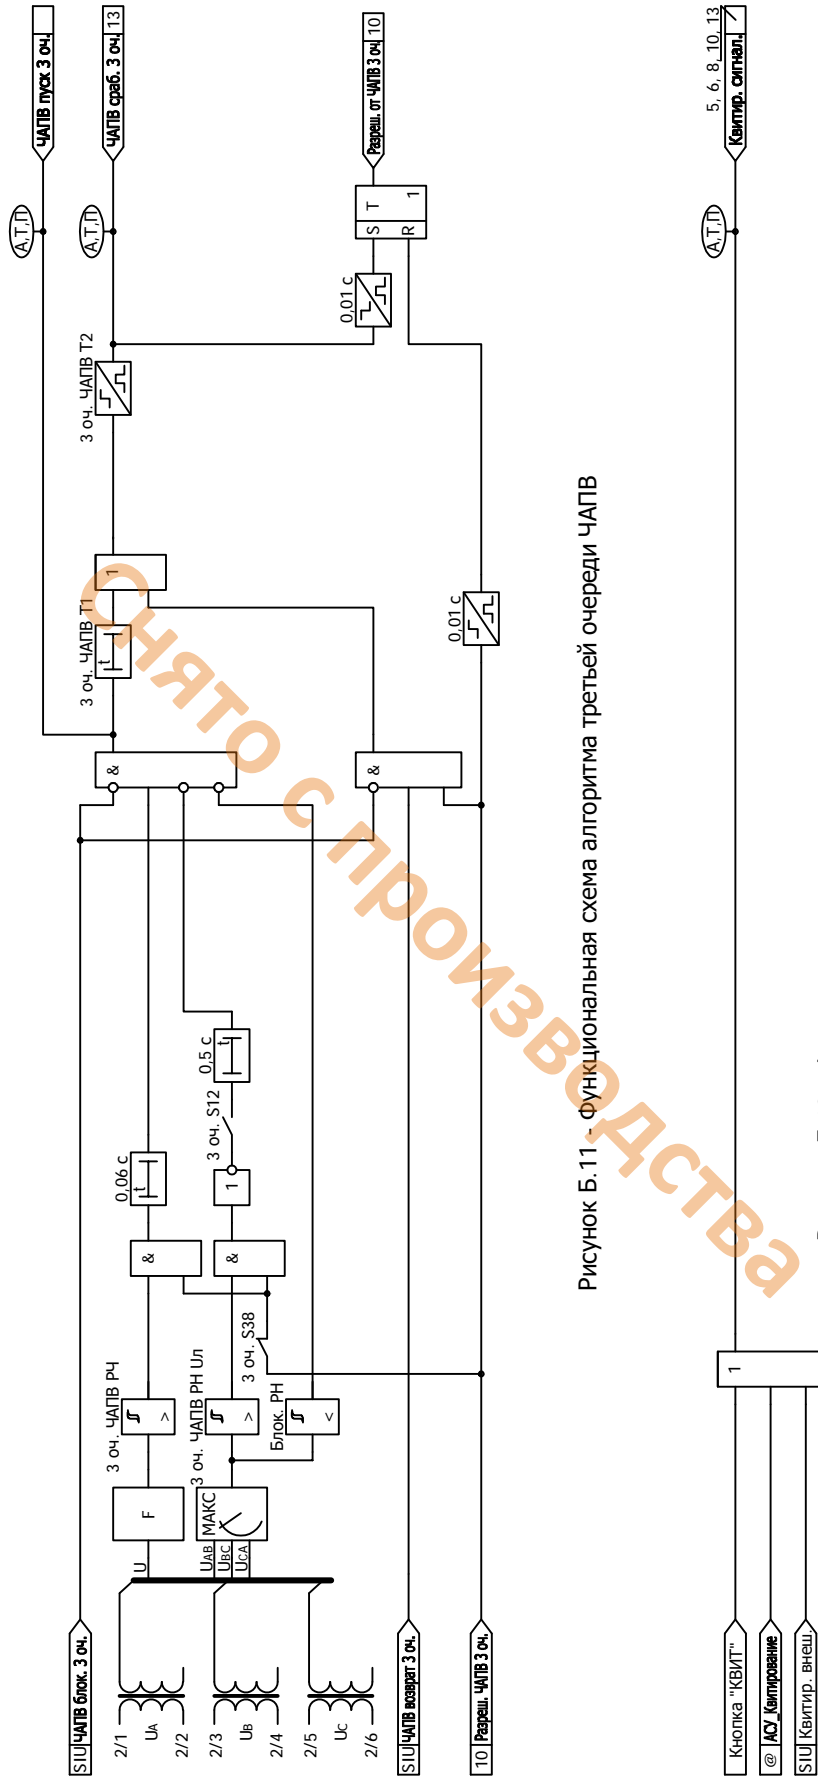 ЧАПВ пуск 3 оч.
ЧАПВ сраб. 3 оч. 13
А,Т,П
А,Т,П
Разреш. от ЧАПВ 3 оч. 10
S T
R 1
0,01 с
3 оч. ЧАПВ Т2
1
3 оч. ЧАПВ Т1
t
0,01 с
&
&
0,5 с
t
3 оч. S12
0,06 с
t
1
&
&
3 оч. S38
3 оч. ЧАПВ РЧ
>
3 оч. ЧАПВ РН Uл
>
Блок. РН
<
F
МАКС
U
UAB
UBC
UCA
SIU ЧАПВ блок. 3 оч.
2/1
UA
2/2
2/3
UB
2/4
2/5
UC
2/6
SIU ЧАПВ возврат 3 оч.
10 Разреш. ЧАПВ 3 оч.
Рисунок Б.11 - Функциональная схема алгоритма третьей очереди ЧАПВ
5, 6, 8, 10, 13
Квитир. сигнал.
А,Т,П
1
Кнопка "КВИТ"
@ АСУ_Квитирование
SIU Квитир. внеш.
Снято с производства